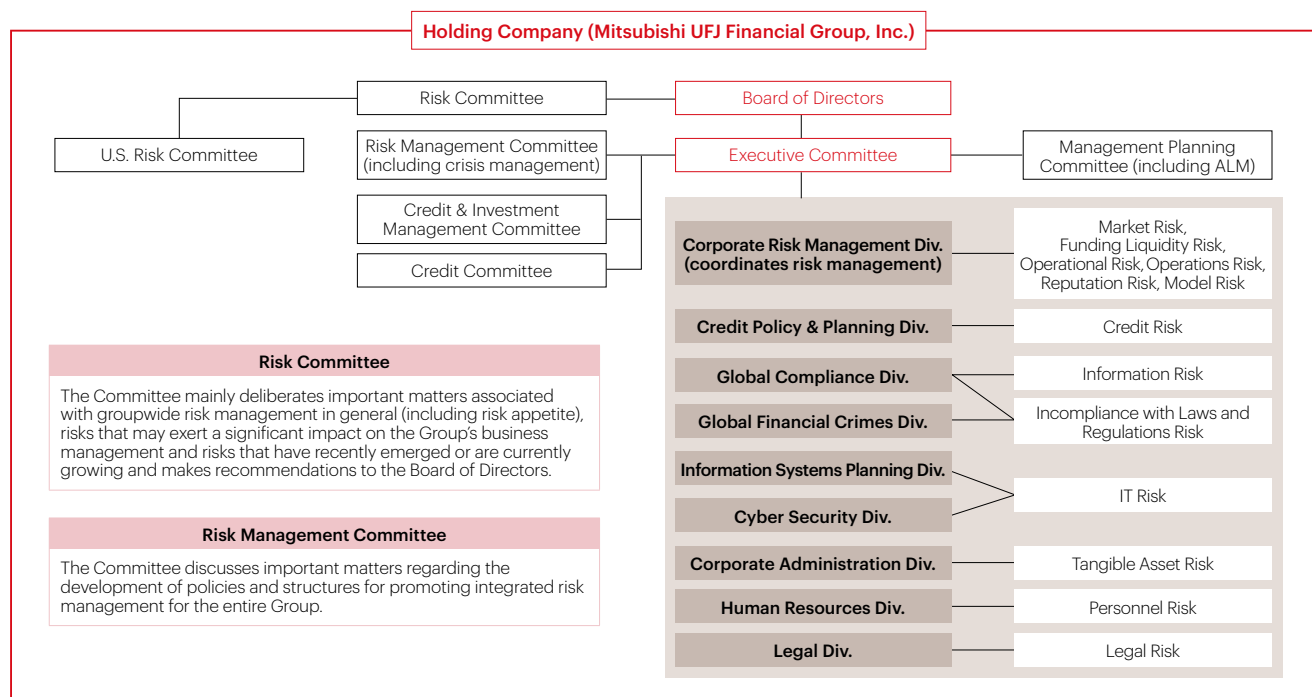 Holding Company (Mitsubishi UFJ Financial Group, Inc.)
Risk Committee
Board of Directors
U.S. Risk Committee
Risk Management Committee
(including crisis management)
Executive Committee
Management Planning
Committee (including ALM)
Credit & Investment
Management Committee
Credit Committee
Corporate Risk Management Div.
(coordinates risk management)
Market Risk,
Funding Liquidity Risk,
Operational Risk, Operations Risk,
Reputation Risk, Model Risk
Credit Policy & Planning Div.
Credit Risk
Global Compliance Div.
Information Risk
Global Financial Crimes Div.
Incompliance with Laws and
Regulations Risk
Information Systems Planning Div.
Cyber Security Div.
IT Risk
Corporate Administration Div.
Tangible Asset Risk
Human Resources Div.
Personnel Risk
Legal Div.
Legal Risk
Risk Committee
The Committee mainly deliberates important matters associated
with groupwide risk management in general (including risk appetite),
risks that may exert a significant impact on the Group's business
management and risks that have recently emerged or are currently
growing and makes recommendations to the Board of Directors.
Risk Management Committee
The Committee discusses important matters regarding the
development of policies and structures for promoting integrated risk
management for the entire Group.